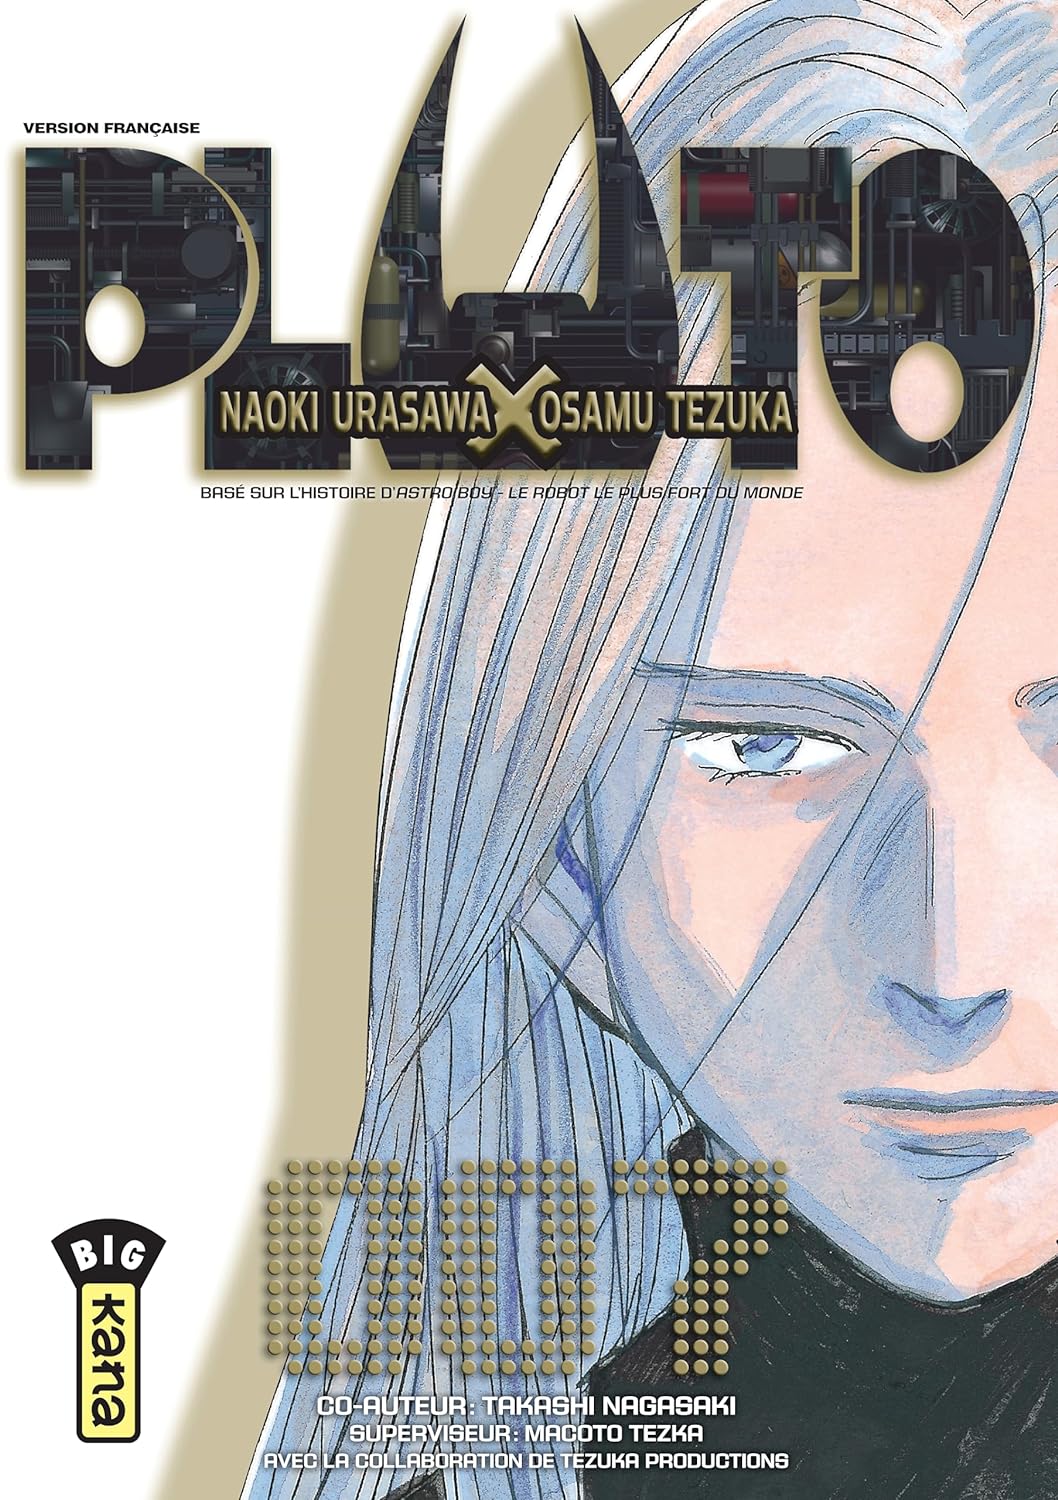 VERSION FRANÇAISE
PLUTO
NAOKI URASAWA X OSAMU TEZUKA
BASÉ SUR L'HISTOIRE D'ASTRO BOY - LE ROBOT LE PLUS FORT DU MONDE
BIG
kana
007
CO-AUTEUR : TAKASHI NAGASAKI
SUPERVISEUR : MACOTO TEZKA
AVEC LA COLLABORATION DE TEZUKA PRODUCTIONS